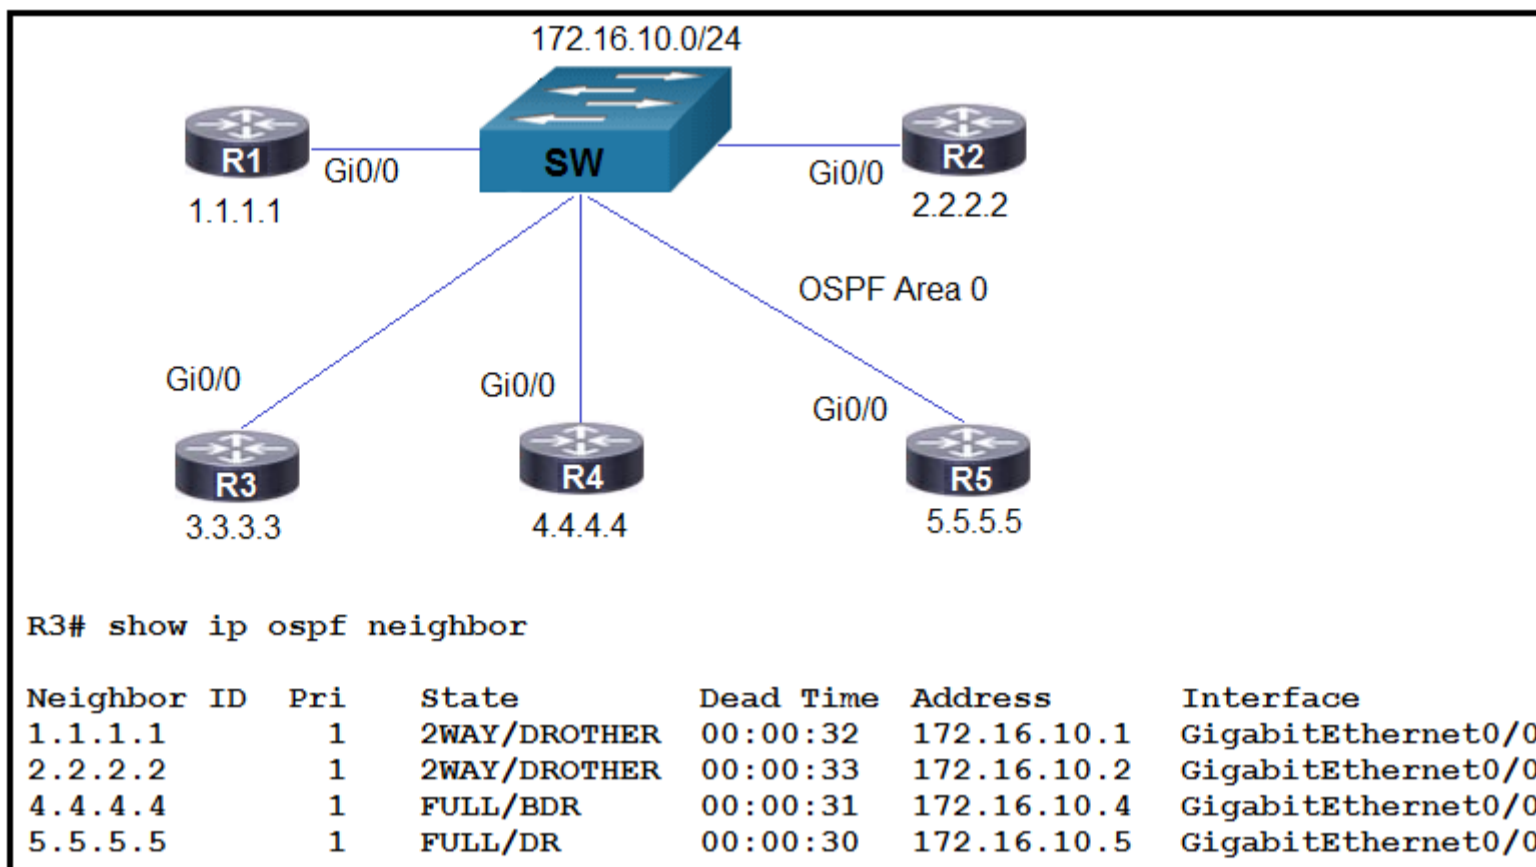 172.16.10.0/24
R1
SW
R2
Gi0/0
Gi0/0
1.1.1.1
2.2.2.2
OSPF Area 0
Gi0/0
Gi0/0
Gi0/0
R3
R4
R5
3.3.3.3
4.4.4.4
5.5.5.5
R3# show ip ospf neighbor
Neighbor ID Pri State Dead Time Address Interface
1.1.1.1 1 2WAY/DROTHER 00:00:32 172.16.10.1 GigabitEthernet0/0
2.2.2.2 1 2WAY/DROTHER 00:00:33 172.16.10.2 GigabitEthernet0/0
4.4.4.4 1 FULL/BDR 00:00:31 172.16.10.4 GigabitEthernet0/0
5.5.5.5 1 FULL/DR 00:00:30 172.16.10.5 GigabitEthernet0/0